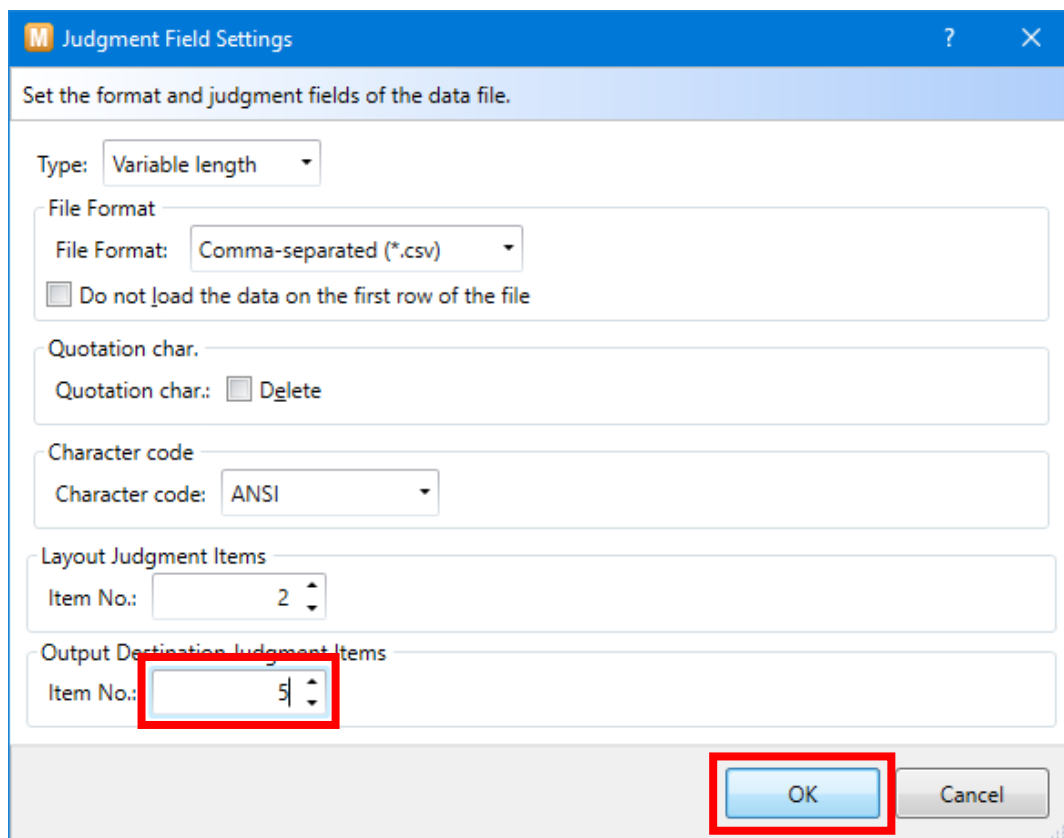 M Judgment Field Settings ? ×
Set the format and judgment fields of the data file.
Type: Variable length
File Format
File Format: Comma-separated (*.csv)
Do not load the data on the first row of the file
Quotation char.
Quotation char.: Delete
Character code
Character code: ANSI
Layout Judgment Items
Item No.: 2
Output Destination Judgment Items
Item No.: 5
OK Cancel